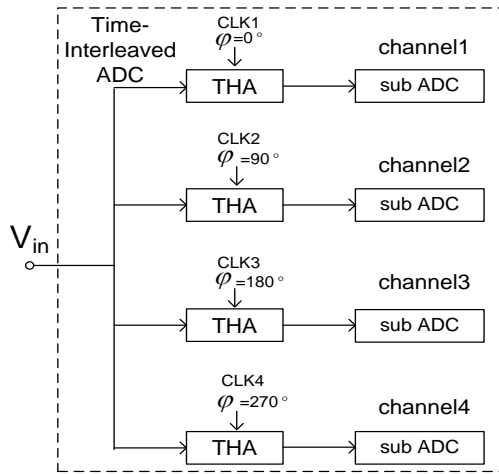 Time-
Interleaved
ADC
CLK1
φ=0°
channel1
THA
sub ADC
CLK2
φ=90°
channel2
THA
sub ADC
Vin
CLK3
φ=180°
channel3
THA
sub ADC
CLK4
φ=270°
channel4
THA
sub ADC